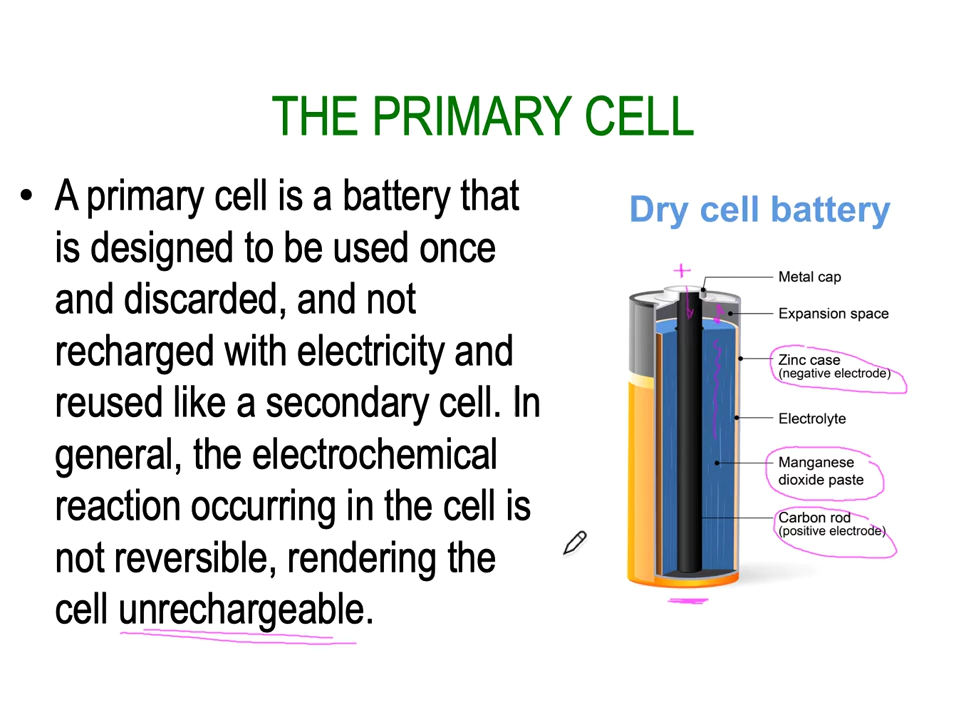 THE PRIMARY CELL
• A primary cell is a battery that
is designed to be used once
and discarded, and not
recharged with electricity and
reused like a secondary cell. In
general, the electrochemical
reaction occurring in the cell is
not reversible, rendering the
cell unrechargeable.
Dry cell battery
+
Metal cap
Expansion space
Zinc case
(negative electrode)
Electrolyte
Manganese
dioxide paste
Carbon rod
(positive electrode)
—